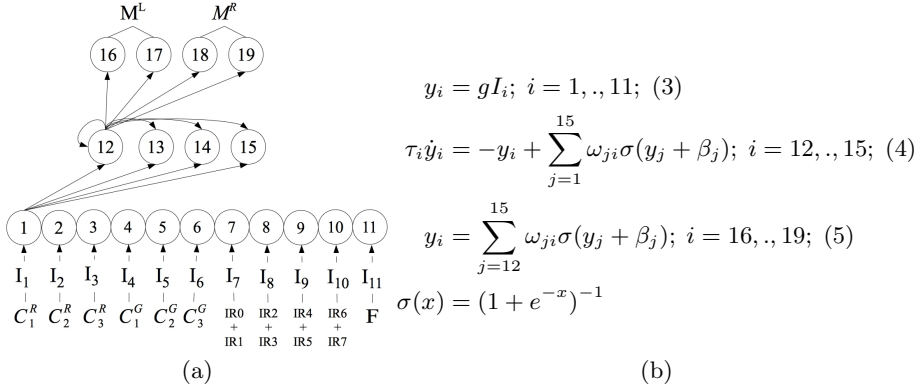 M^L M^R
16 17 18 19
12 13 14 15
1 2 3 4 5 6 7 8 9 10 11
I_1 I_2 I_3 I_4 I_5 I_6 I_7 I_8 I_9 I_10 I_11
C_1^R C_2^R C_3^R C_1^G C_2^G C_3^G IR0 + IR1 IR2 + IR3 IR4 + IR5 IR6 + IR7 F
(a)
y_i = gI_i; i = 1, ., 11; (3)
τ_i ẏ_i = −y_i + ∑_{j=1}^{15} ω_{ji}σ(y_j + β_j); i = 12, ., 15; (4)
y_i = ∑_{j=12}^{15} ω_{ji}σ(y_j + β_j); i = 16, ., 19; (5)
σ(x) = (1 + e^{−x})^{−1}
(b)